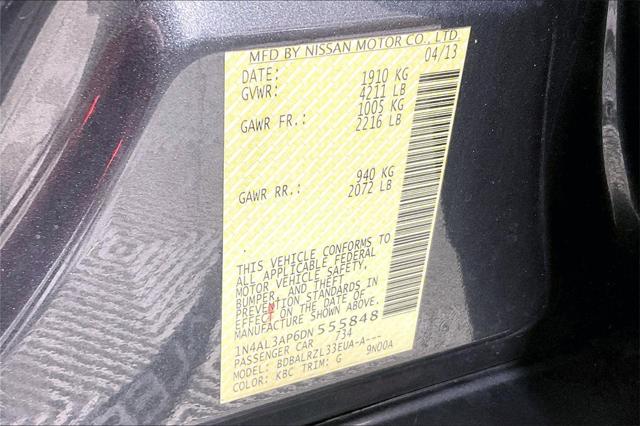 MFD BY NISSAN MOTOR CO., LTD.
DATE: 04/13
GVWR: 1910 KG
4211 LB
GAWR FR.: 1005 KG
2216 LB
GAWR RR.: 940 KG
2072 LB
THIS VEHICLE CONFORMS TO
ALL APPLICABLE FEDERAL
MOTOR VEHICLE SAFETY,
BUMPER, AND THEFT
PREVENTION STANDARDS IN
EFFECT ON THE DATE OF
MANUFACTURE SHOWN ABOVE.
1N4AL3AP6DN555848
PASSENGER CAR 734
MODEL: BDBALRZL33EUA-A---
COLOR: KBC TRIM: G 9N00A